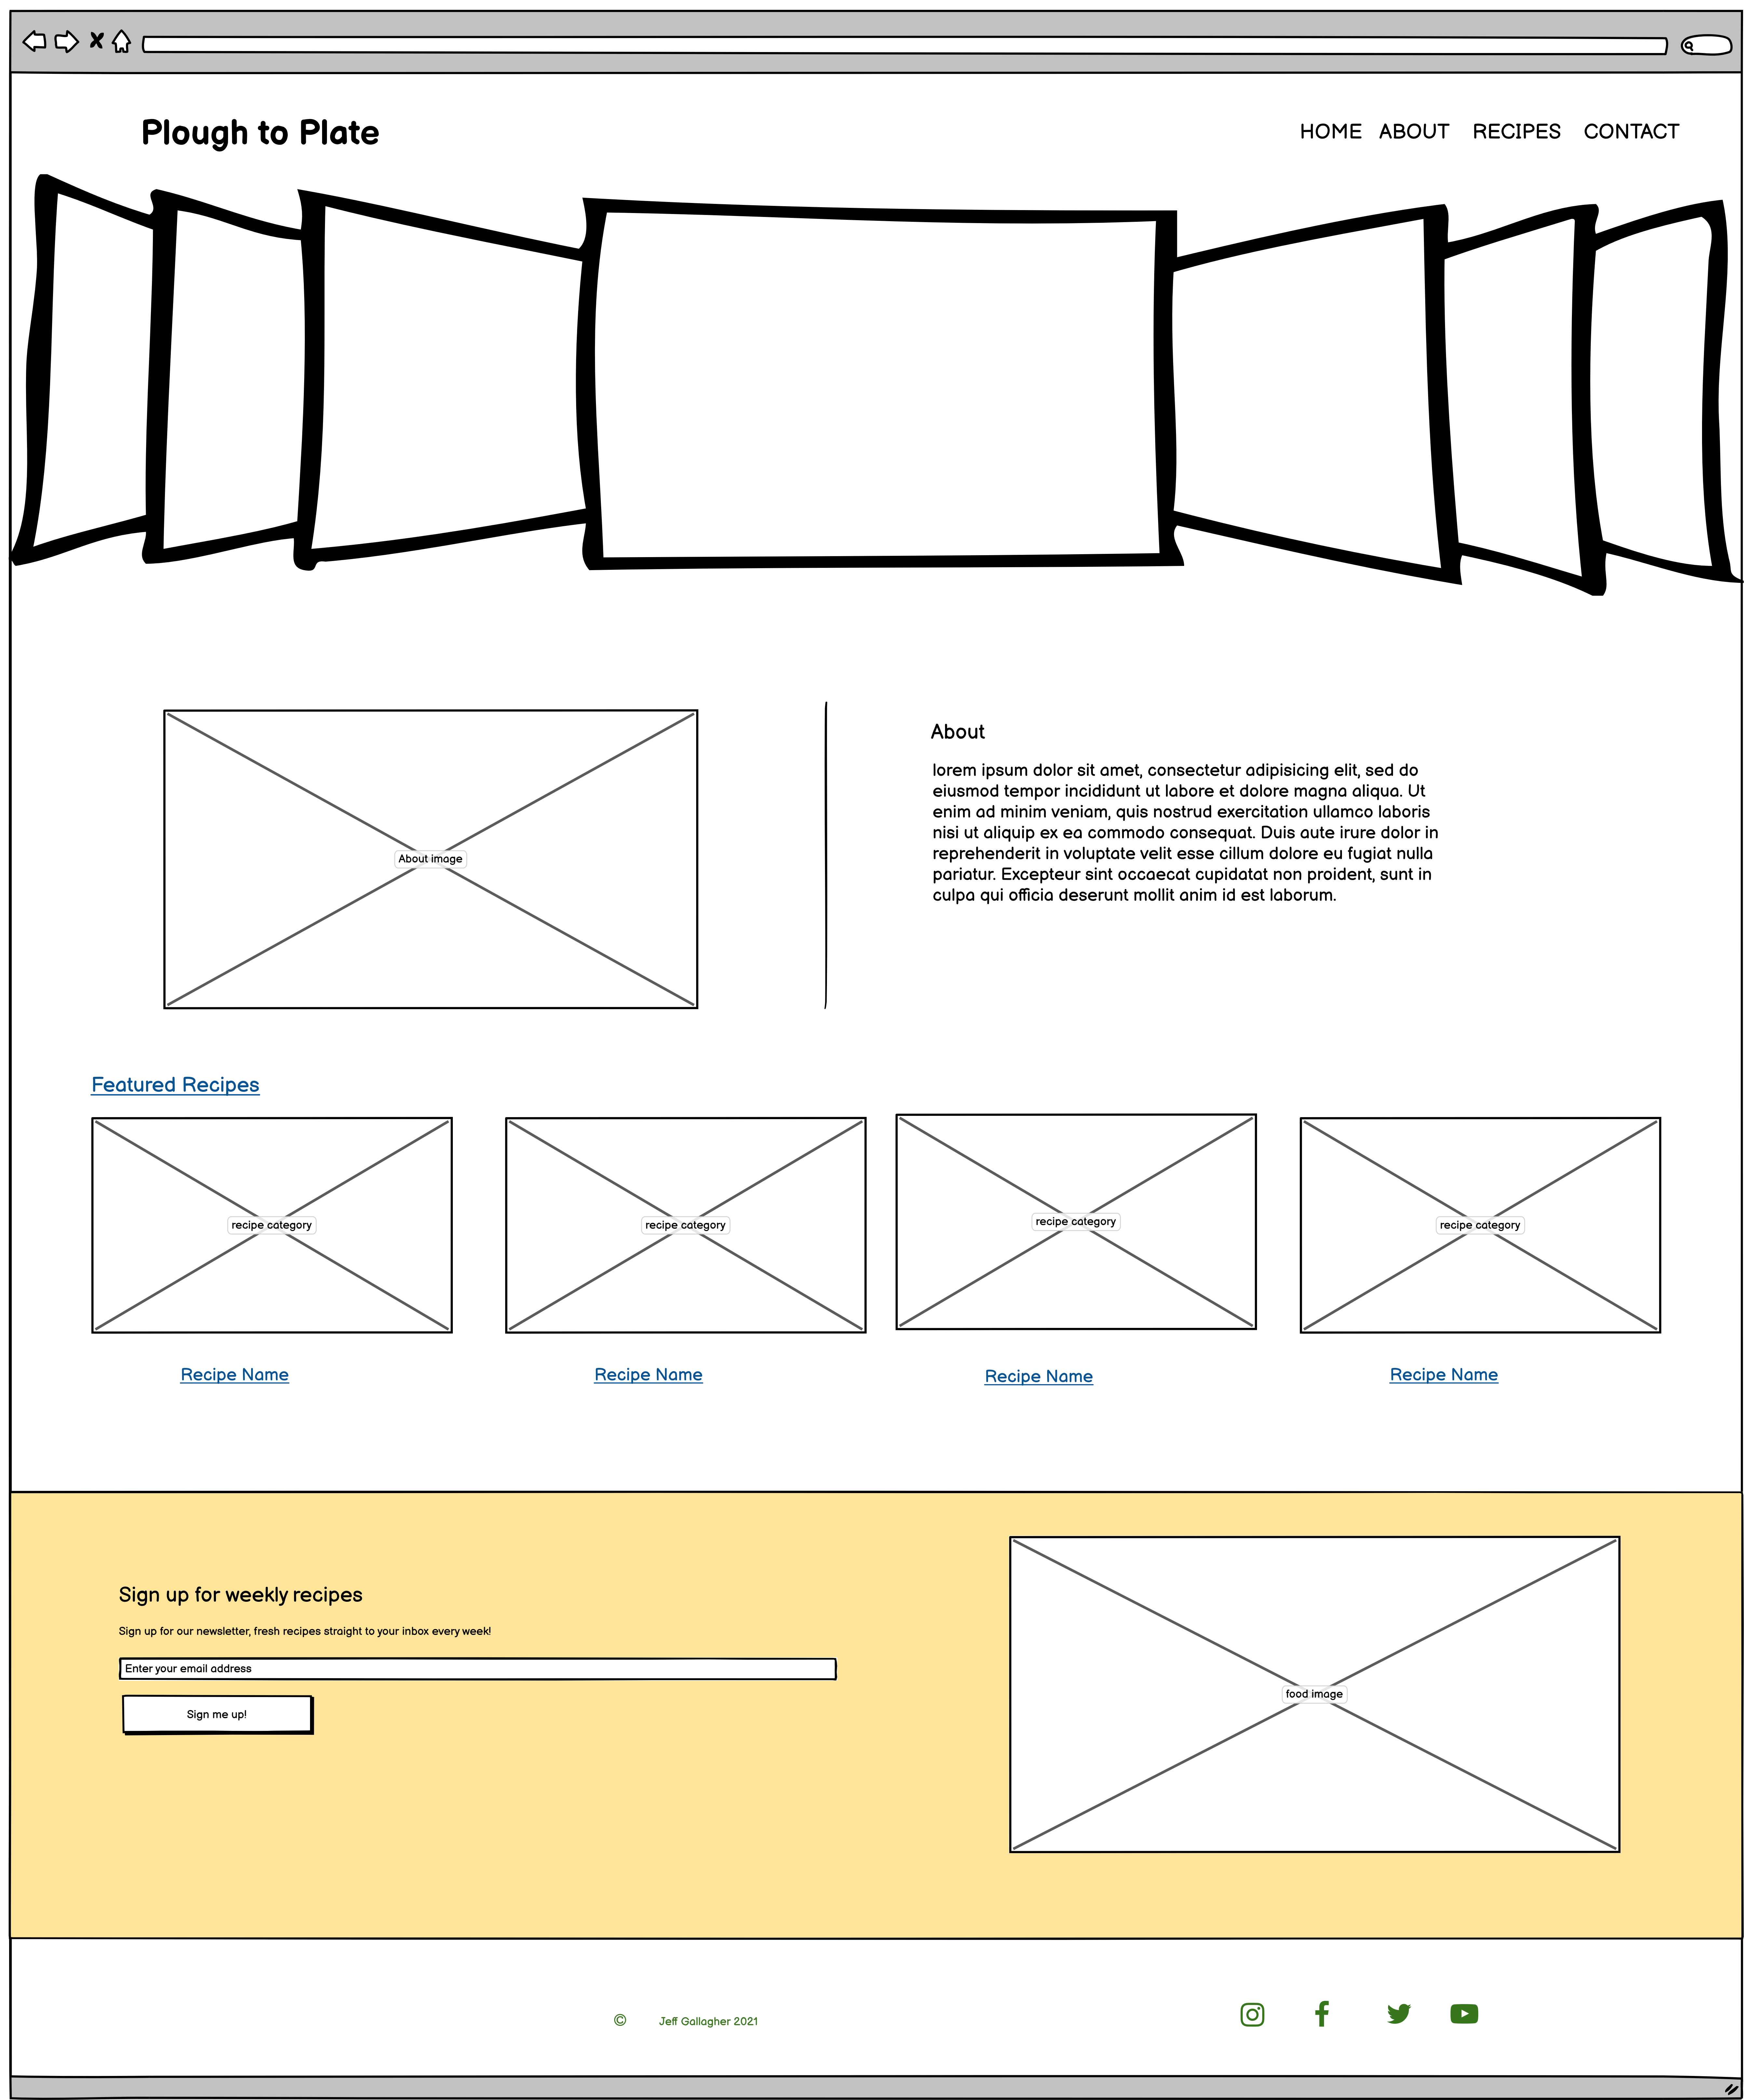 Plough to Plate
HOME ABOUT RECIPES CONTACT
About image
About
lorem ipsum dolor sit amet, consectetur adipisicing elit, sed do
eiusmod tempor incididunt ut labore et dolore magna aliqua. Ut
enim ad minim veniam, quis nostrud exercitation ullamco laboris
nisi ut aliquip ex ea commodo consequat. Duis aute irure dolor in
reprehenderit in voluptate velit esse cillum dolore eu fugiat nulla
pariatur. Excepteur sint occaecat cupidatat non proident, sunt in
culpa qui officia deserunt mollit anim id est laborum.
Featured Recipes
recipe category
recipe category
recipe category
recipe category
Recipe Name
Recipe Name
Recipe Name
Recipe Name
Sign up for weekly recipes
Sign up for our newsletter, fresh recipes straight to your inbox every week!
Enter your email address
Sign me up!
food image
© Jeff Gallagher 2021